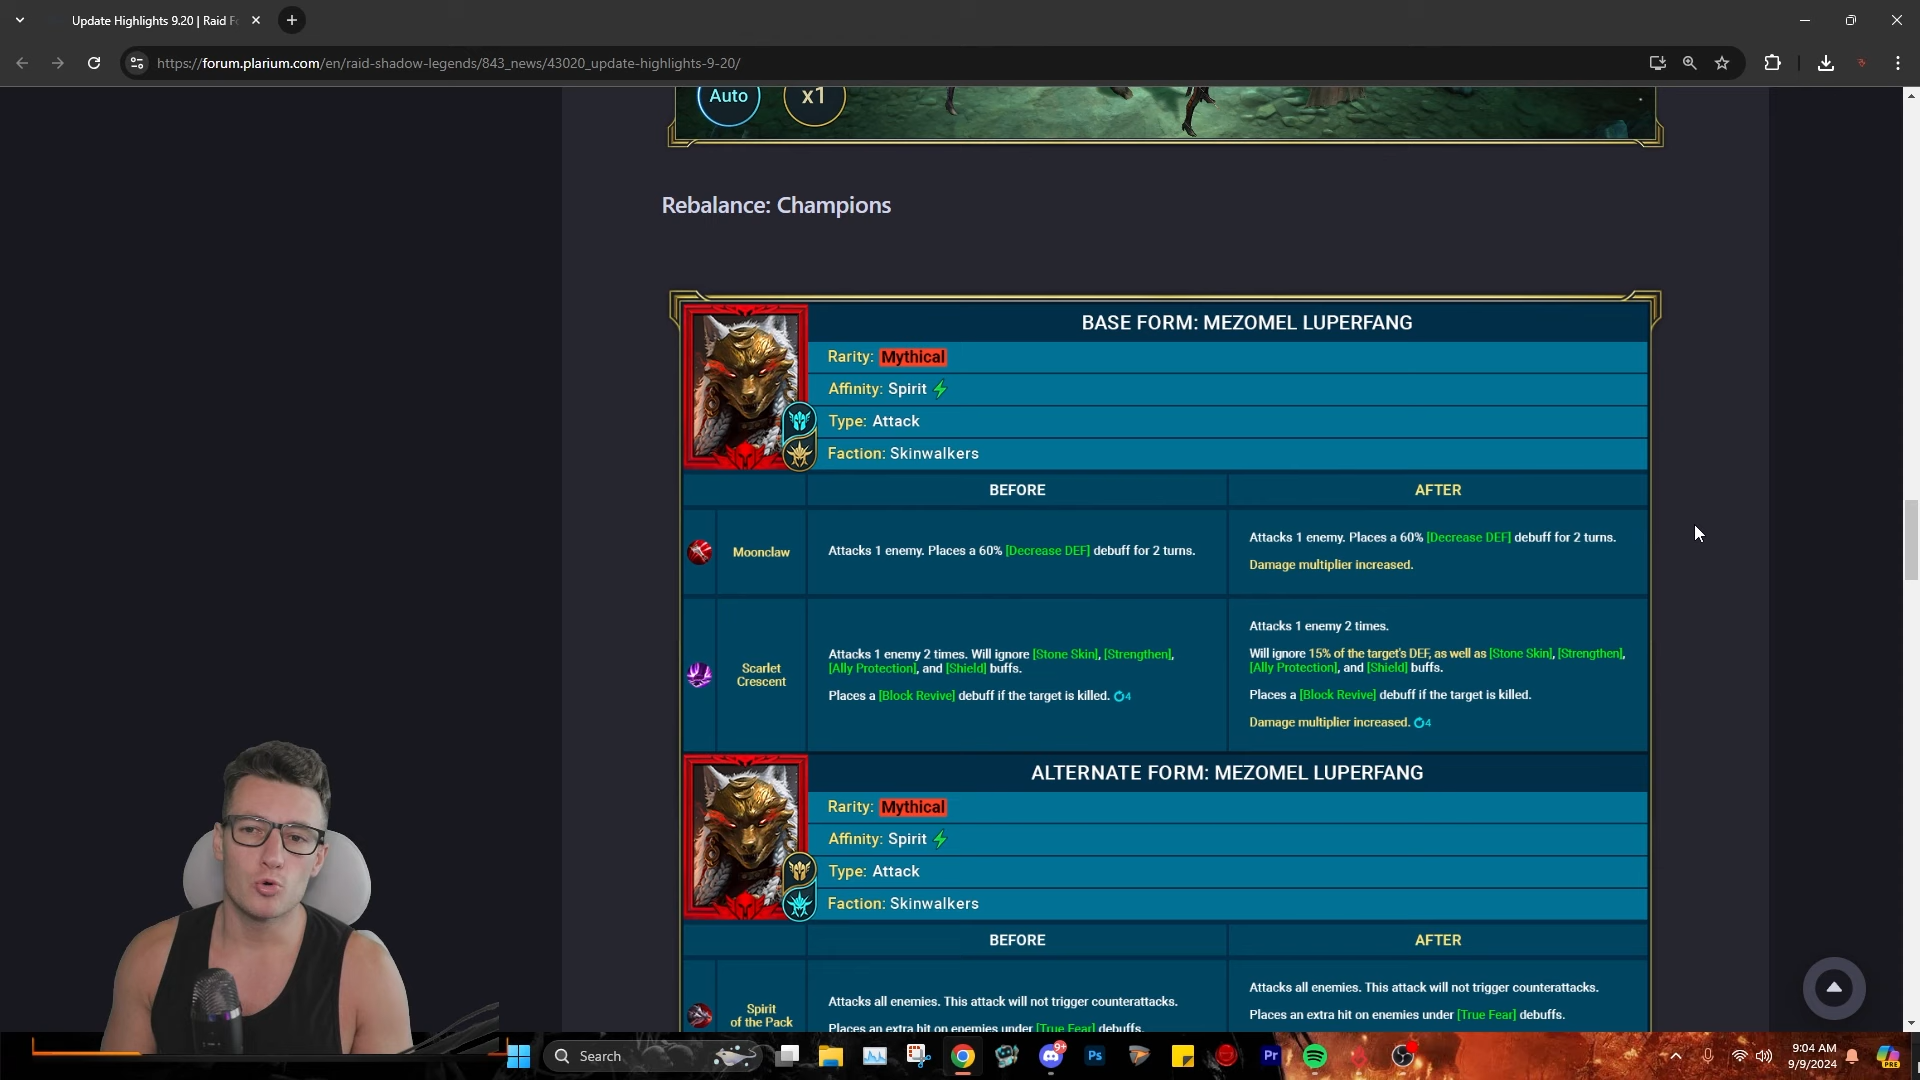 Update Highlights 9.20 | Raid F
https://forum.plarium.com/en/raid-shadow-legends/843_news/43020_update-highlights-9-20/
Auto
x1
Rebalance: Champions
BASE FORM: MEZOMEL LUPERFANG
Rarity: Mythical
Affinity: Spirit
Type: Attack
Faction: Skinwalkers
BEFORE
AFTER
Moonclaw
Attacks 1 enemy. Places a 60% [Decrease DEF] debuff for 2 turns.
Attacks 1 enemy. Places a 60% [Decrease DEF] debuff for 2 turns.
Damage multiplier increased.
Scarlet
Crescent
Attacks 1 enemy 2 times. Will ignore [Stone Skin], [Strengthen],
[Ally Protection], and [Shield] buffs.
Places a [Block Revive] debuff if the target is killed. 4
Attacks 1 enemy 2 times.
Will ignore 15% of the target's DEF, as well as [Stone Skin], [Strengthen],
[Ally Protection], and [Shield] buffs.
Places a [Block Revive] debuff if the target is killed.
Damage multiplier increased. 4
ALTERNATE FORM: MEZOMEL LUPERFANG
Rarity: Mythical
Affinity: Spirit
Type: Attack
Faction: Skinwalkers
BEFORE
AFTER
Spirit
of the Pack
Attacks all enemies. This attack will not trigger counterattacks.
Places an extra hit on enemies under [True Fear] debuffs.
Attacks all enemies. This attack will not trigger counterattacks.
Places an extra hit on enemies under [True Fear] debuffs.
Search
9+
Ps
Pr
9:04 AM
9/9/2024
PRE